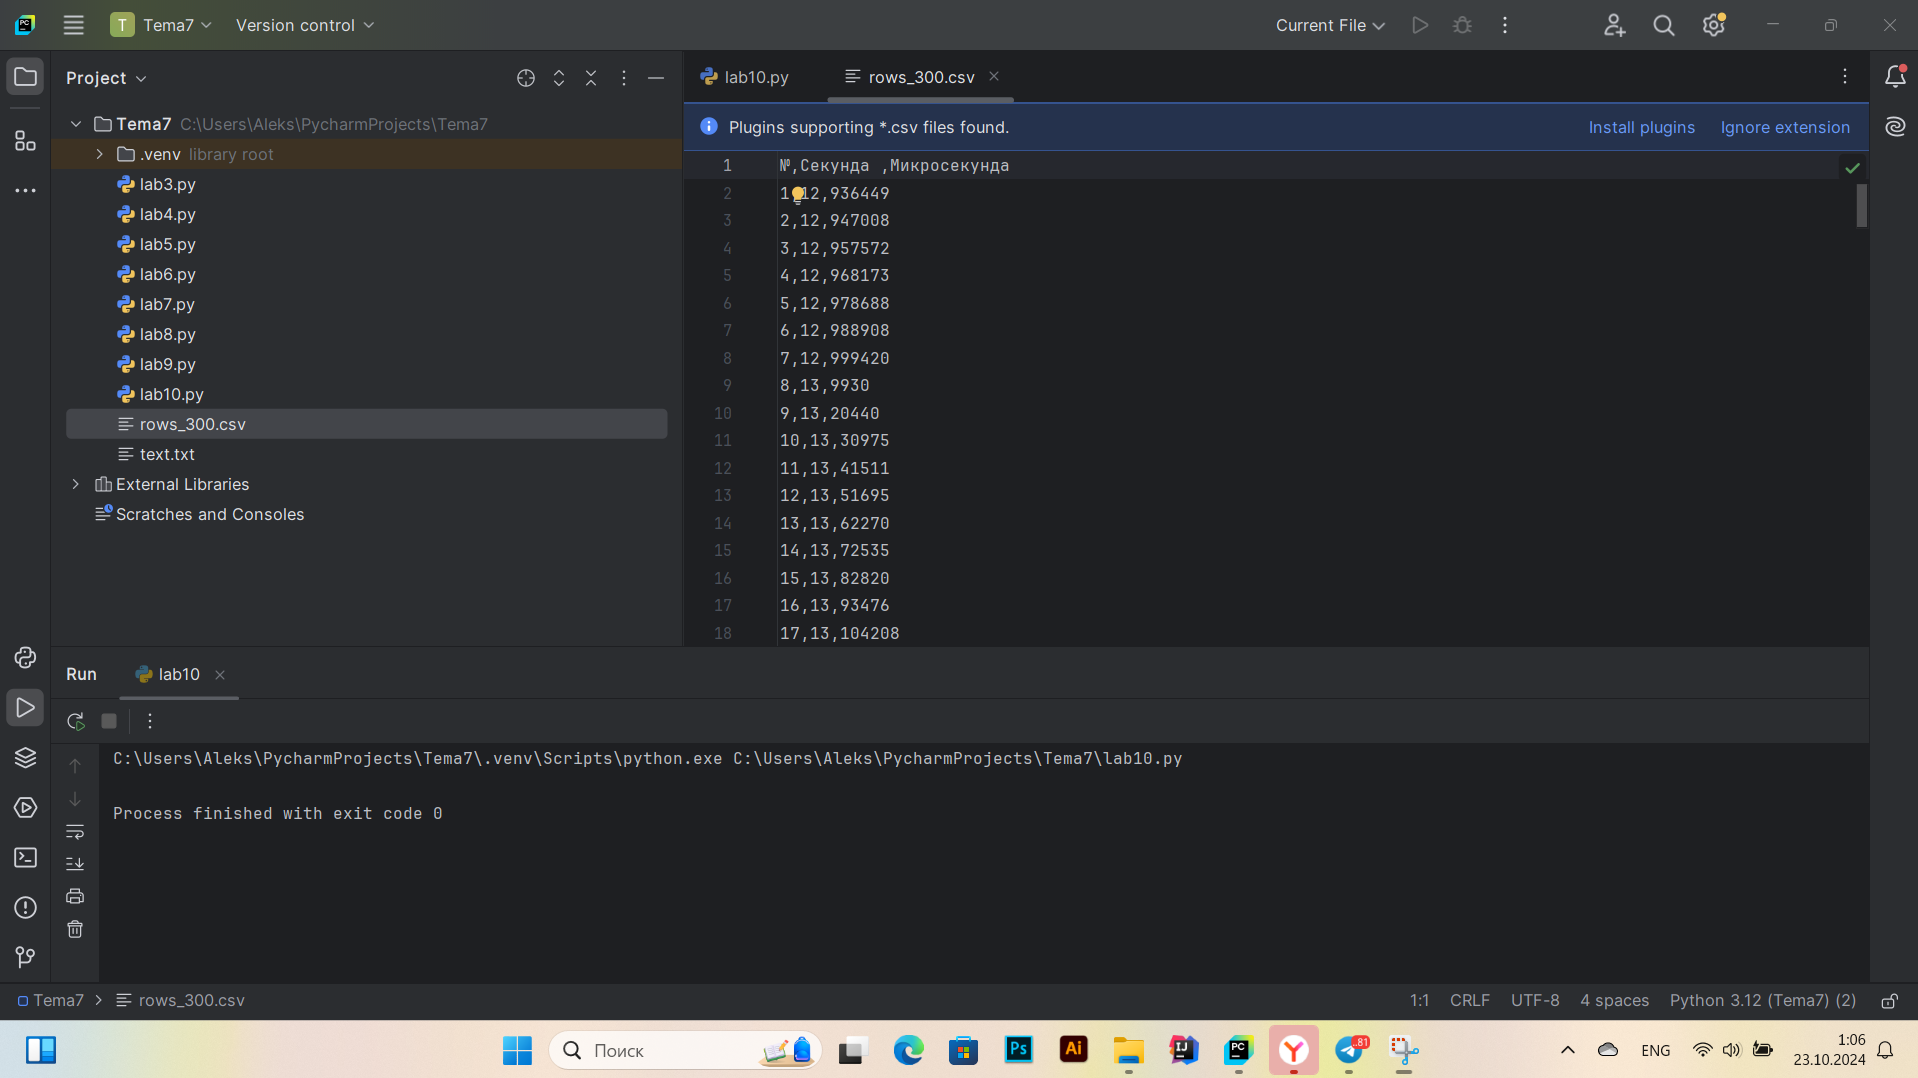 T Tema7 Version control Current File
Project
lab10.py rows_300.csv
Tema7 C:\Users\Aleks\PycharmProjects\Tema7
.venv library root
lab3.py
lab4.py
lab5.py
lab6.py
lab7.py
lab8.py
lab9.py
lab10.py
rows_300.csv
text.txt
External Libraries
Scratches and Consoles
Plugins supporting *.csv files found. Install plugins Ignore extension
1 №,Секунда ,Микросекунда
2 1,12,936449
3 2,12,947008
4 3,12,957572
5 4,12,968173
6 5,12,978688
7 6,12,988908
8 7,12,999420
9 8,13,9930
10 9,13,20440
11 10,13,30975
12 11,13,41511
13 12,13,51695
14 13,13,62270
15 14,13,72535
16 15,13,82820
17 16,13,93476
18 17,13,104208
Run lab10
C:\Users\Aleks\PycharmProjects\Tema7\.venv\Scripts\python.exe C:\Users\Aleks\PycharmProjects\Tema7\lab10.py
Process finished with exit code 0
Tema7 rows_300.csv 1:1 CRLF UTF-8 4 spaces Python 3.12 (Tema7) (2)
Поиск Ps Ai IJ PC Y 81 ENG 1:06
23.10.2024